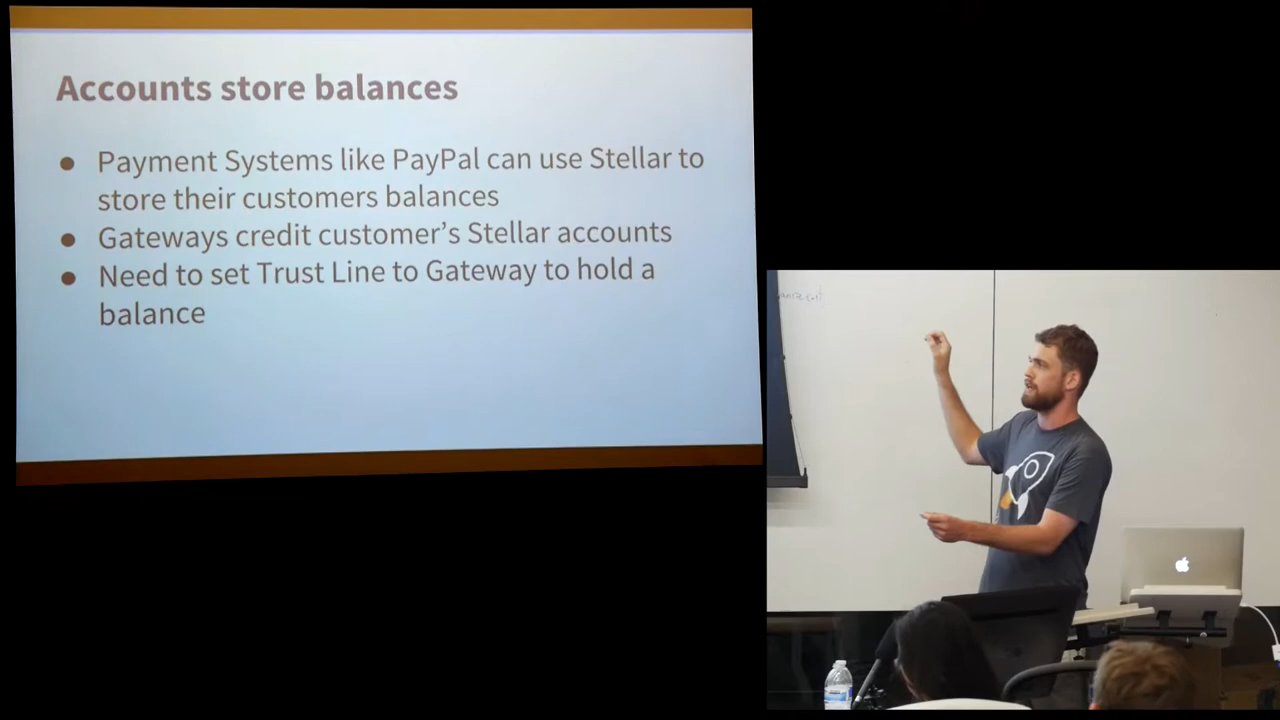 Accounts store balances
● Payment Systems like PayPal can use Stellar to
store their customers balances
● Gateways credit customer’s Stellar accounts
● Need to set Trust Line to Gateway to hold a
balance